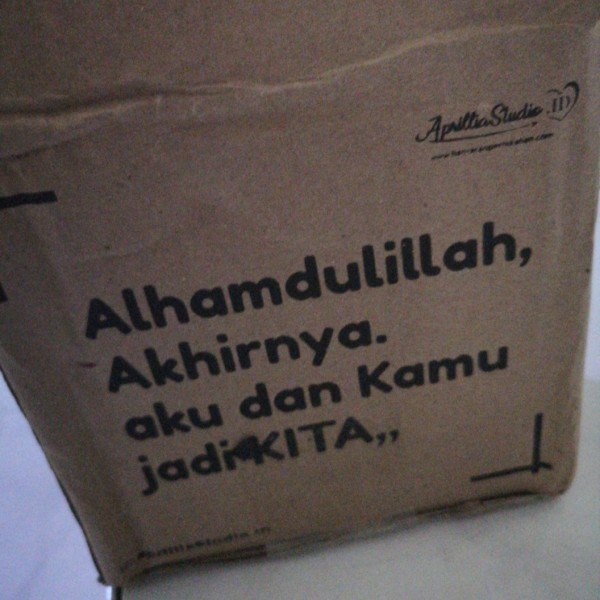 AprilliaStudio .ID
Alhamdulillah,
Akhirnya.
aku dan Kamu
jadi KITA,,